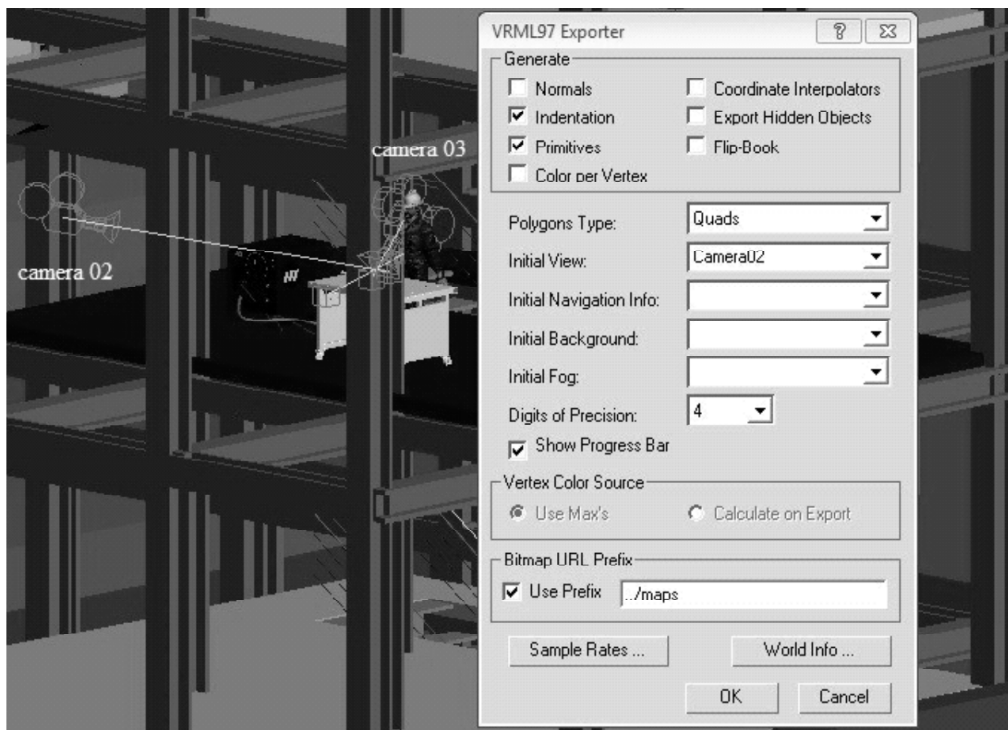 camera 03
camera 02
VRML97 Exporter
Generate
Normals
Coordinate Interpolators
Indentation
Export Hidden Objects
Primitives
Flip-Book
Color per Vertex
Polygons Type: Quads
Initial View: Camera02
Initial Navigation Info:
Initial Background:
Initial Fog:
Digits of Precision: 4
Show Progress Bar
Vertex Color Source
Use Max's
Calculate on Export
Bitmap URL Prefix
Use Prefix ../maps
Sample Rates ...
World Info ...
OK
Cancel